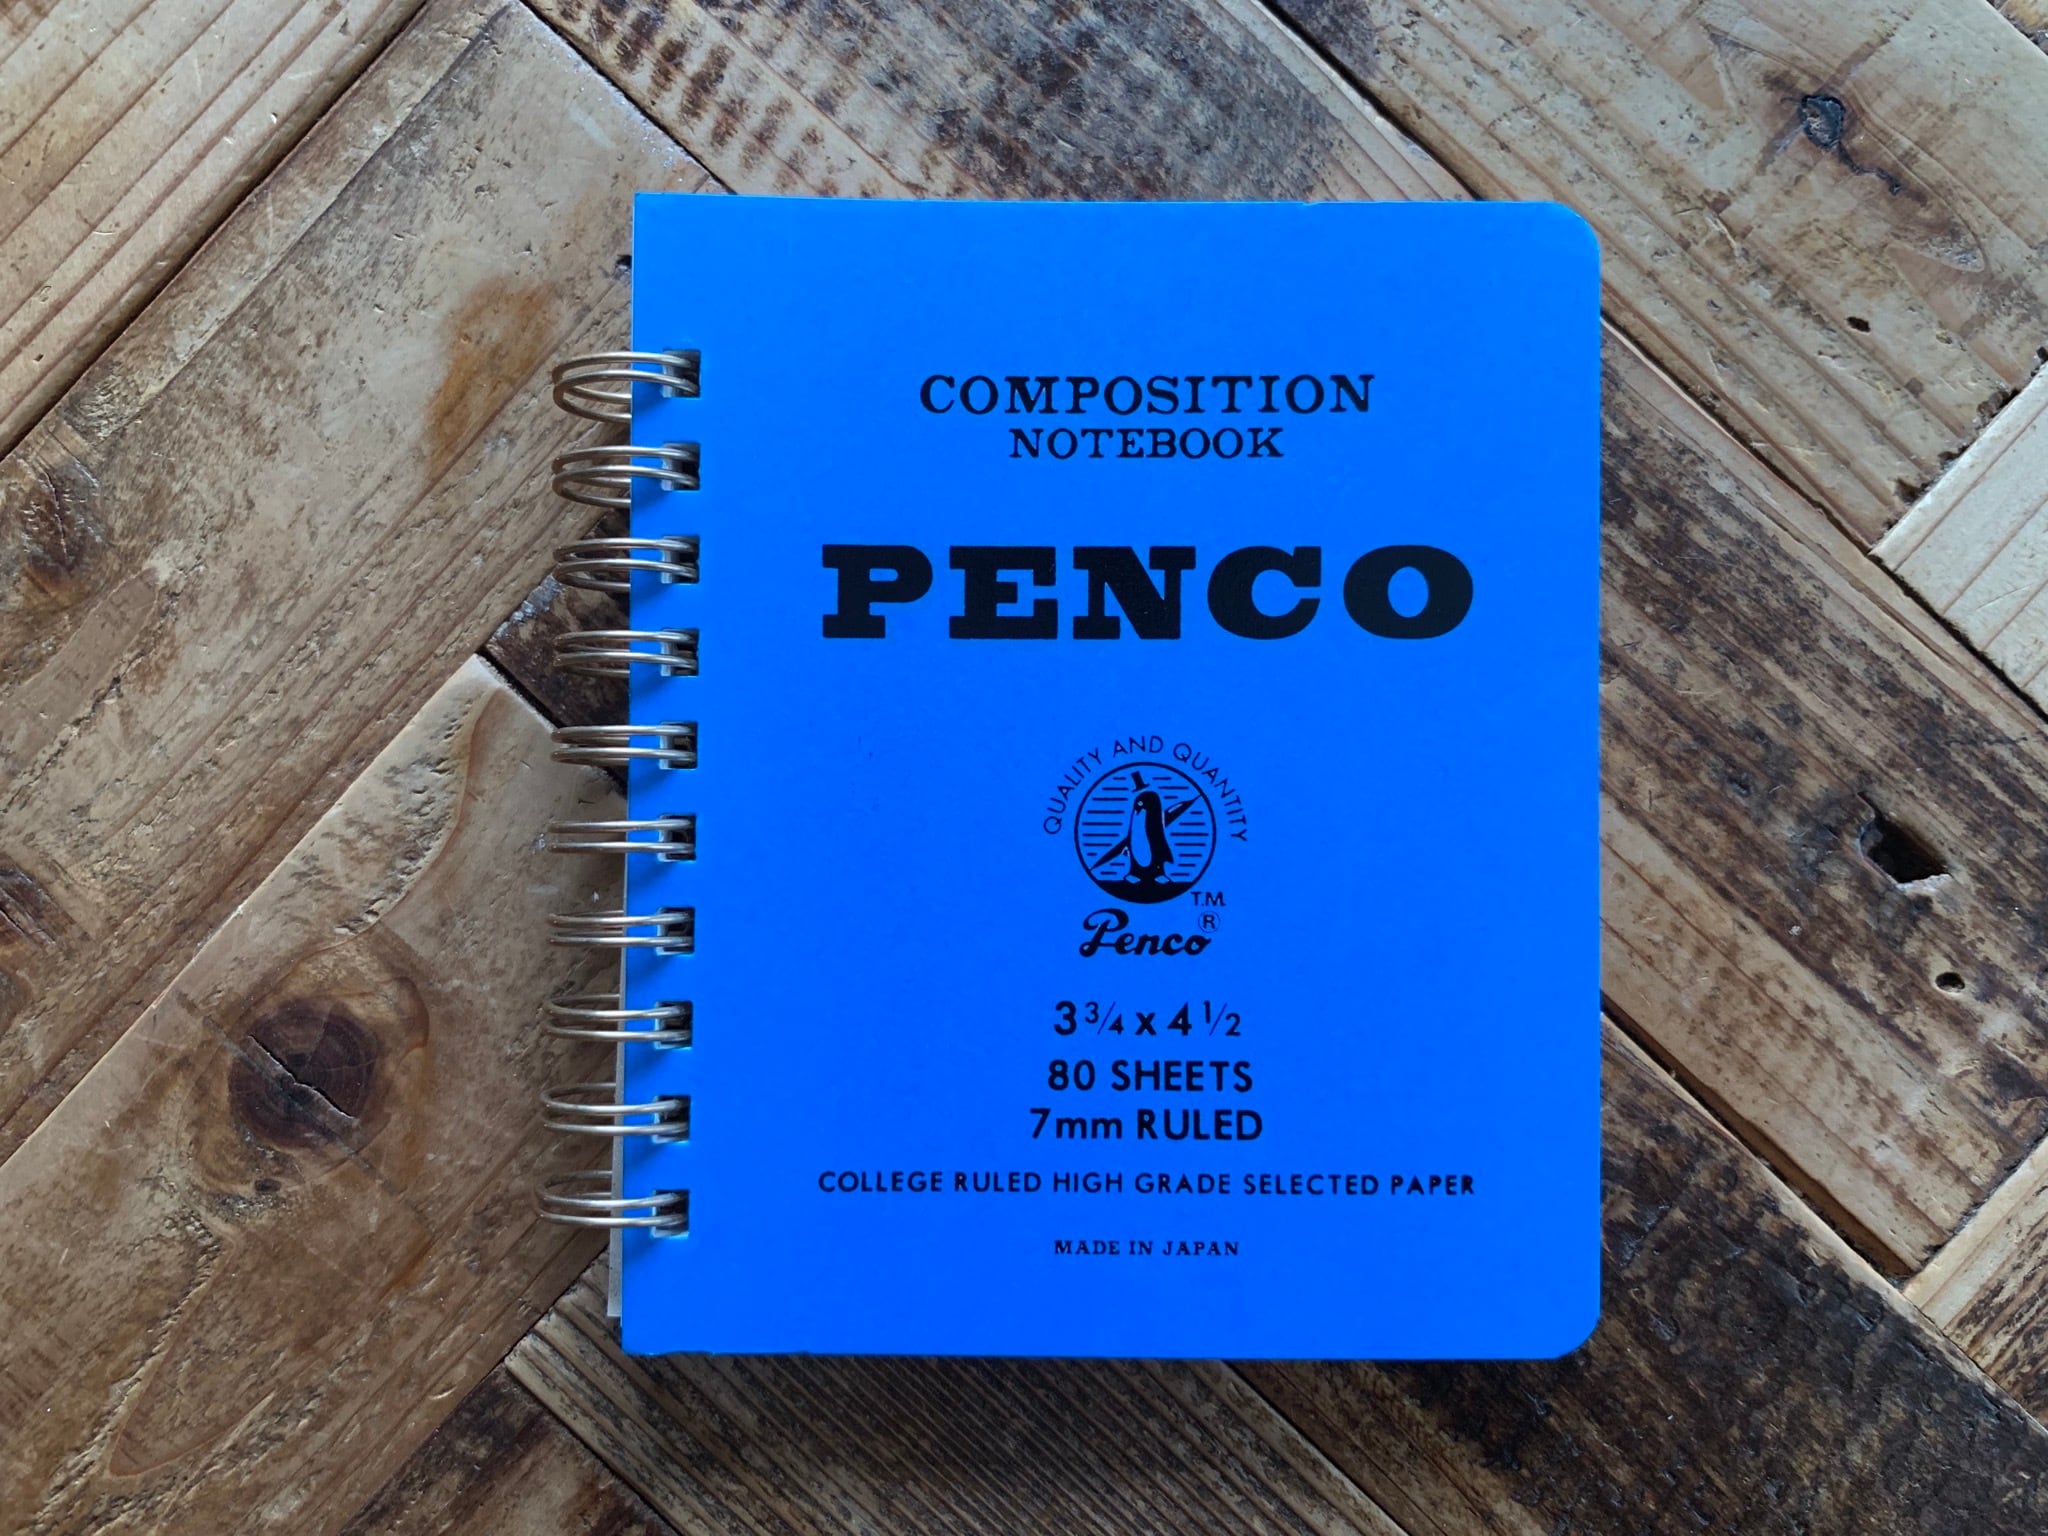 COMPOSITION
NOTEBOOK
PENCO
QUALITY AND QUANTITY
T.M.
Penco ®
3 3/4 x 4 1/2
80 SHEETS
7mm RULED
COLLEGE RULED HIGH GRADE SELECTED PAPER
MADE IN JAPAN